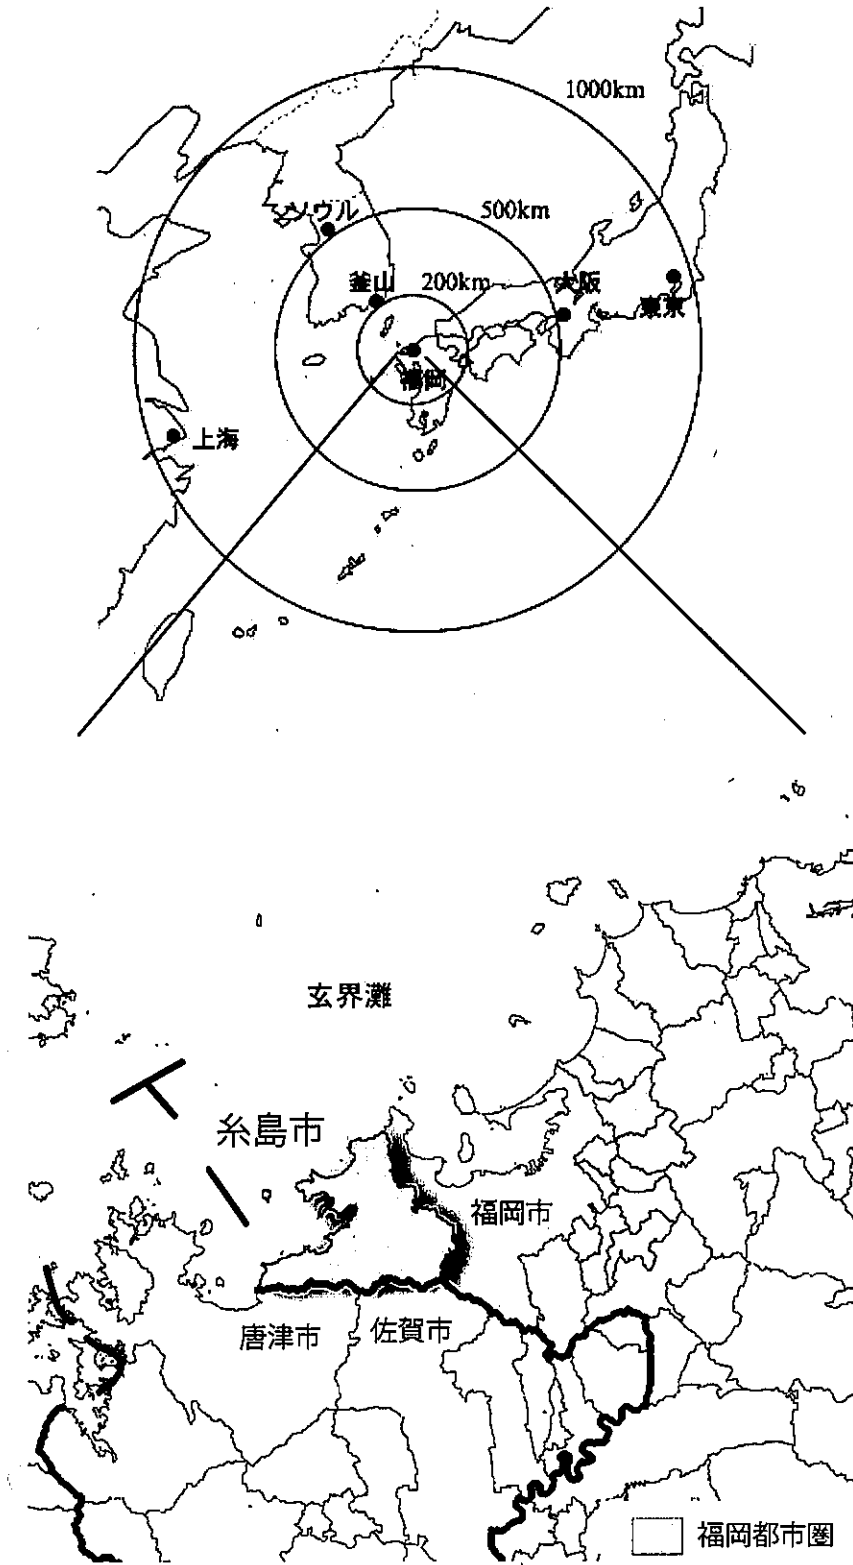 1000km
500km
ソウル
釜山
200km
大阪
東京
福岡
上海
玄界灘
糸島市
福岡市
唐津市
佐賀市
福岡都市圏